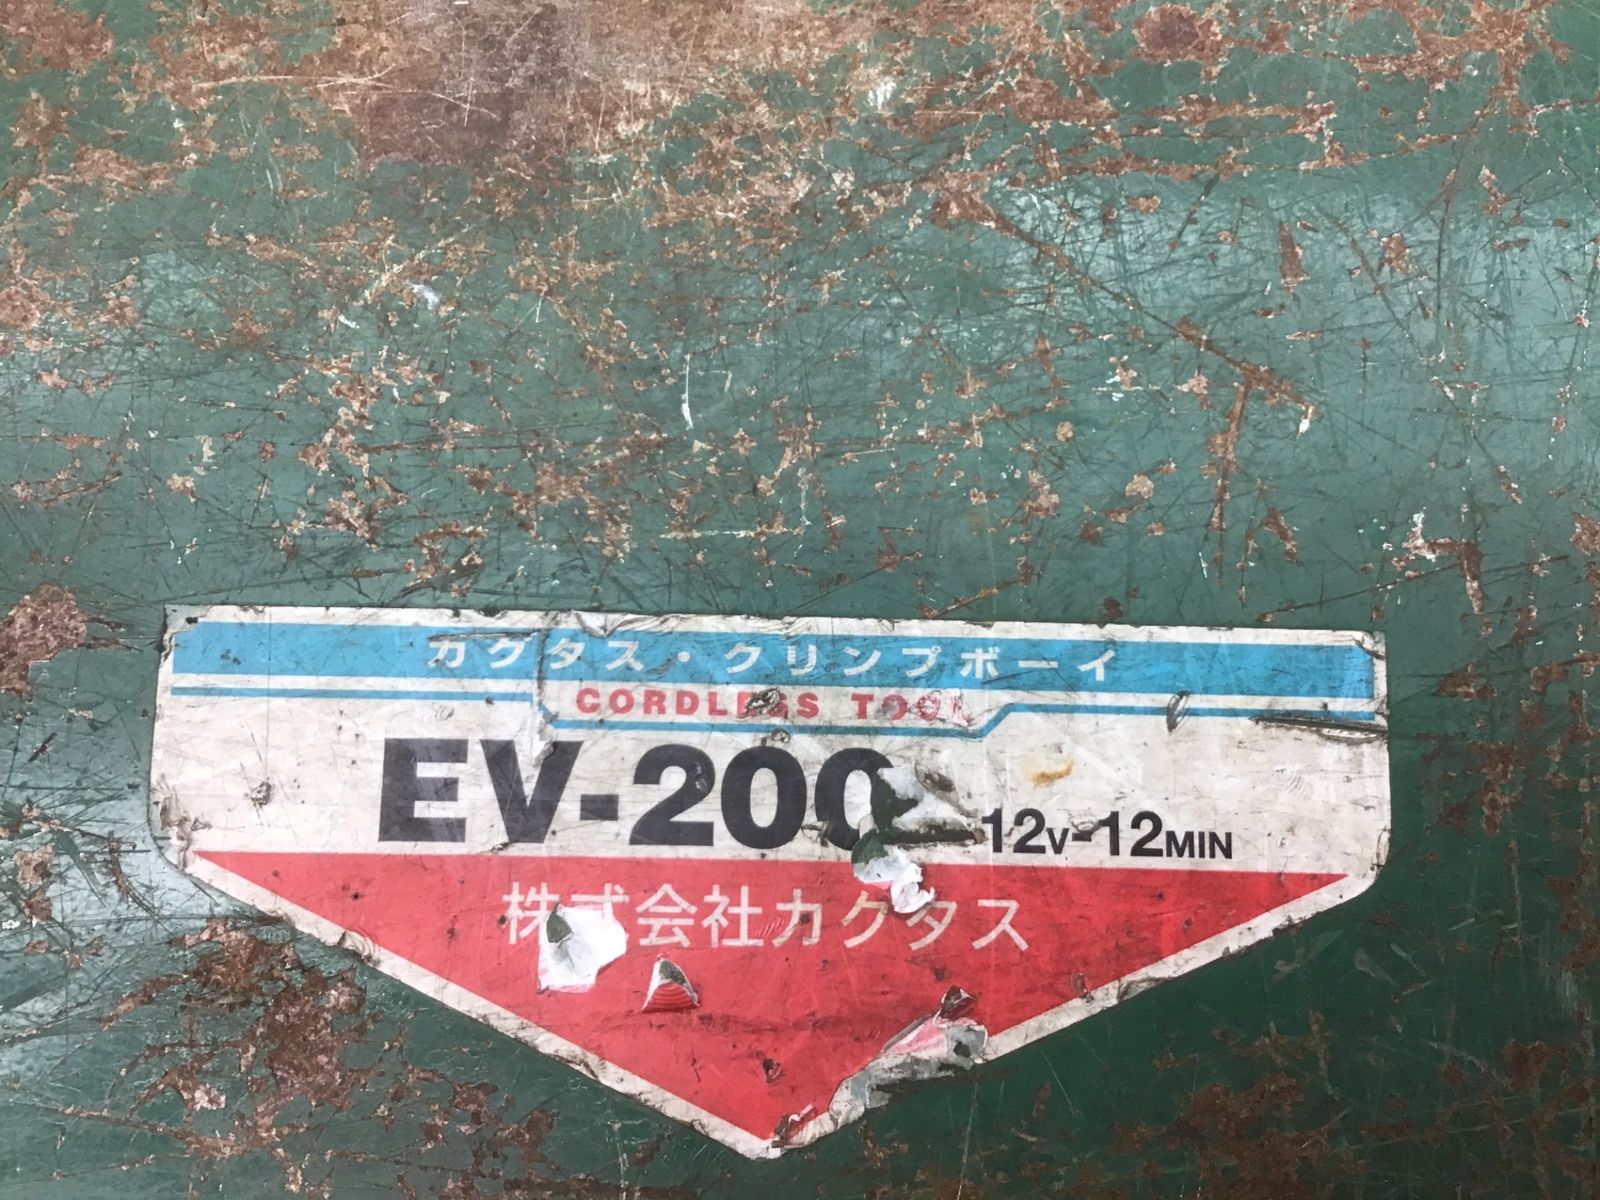 カクタス・クリンプボーイ
CORDLESS TOOL
EV-200 12V-12MIN
株式会社カクタス